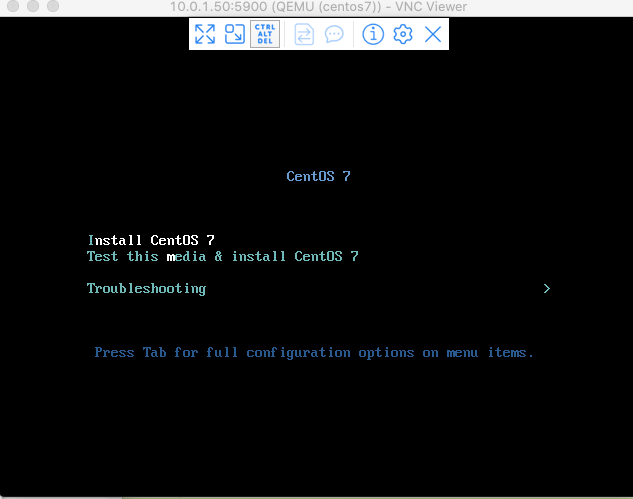 10.0.1.50:5900 (QEMU (centos7)) - VNC Viewer
CTRL
ALT
DEL
CentOS 7
Install CentOS 7
Test this media & install CentOS 7
Troubleshooting >
Press Tab for full configuration options on menu items.